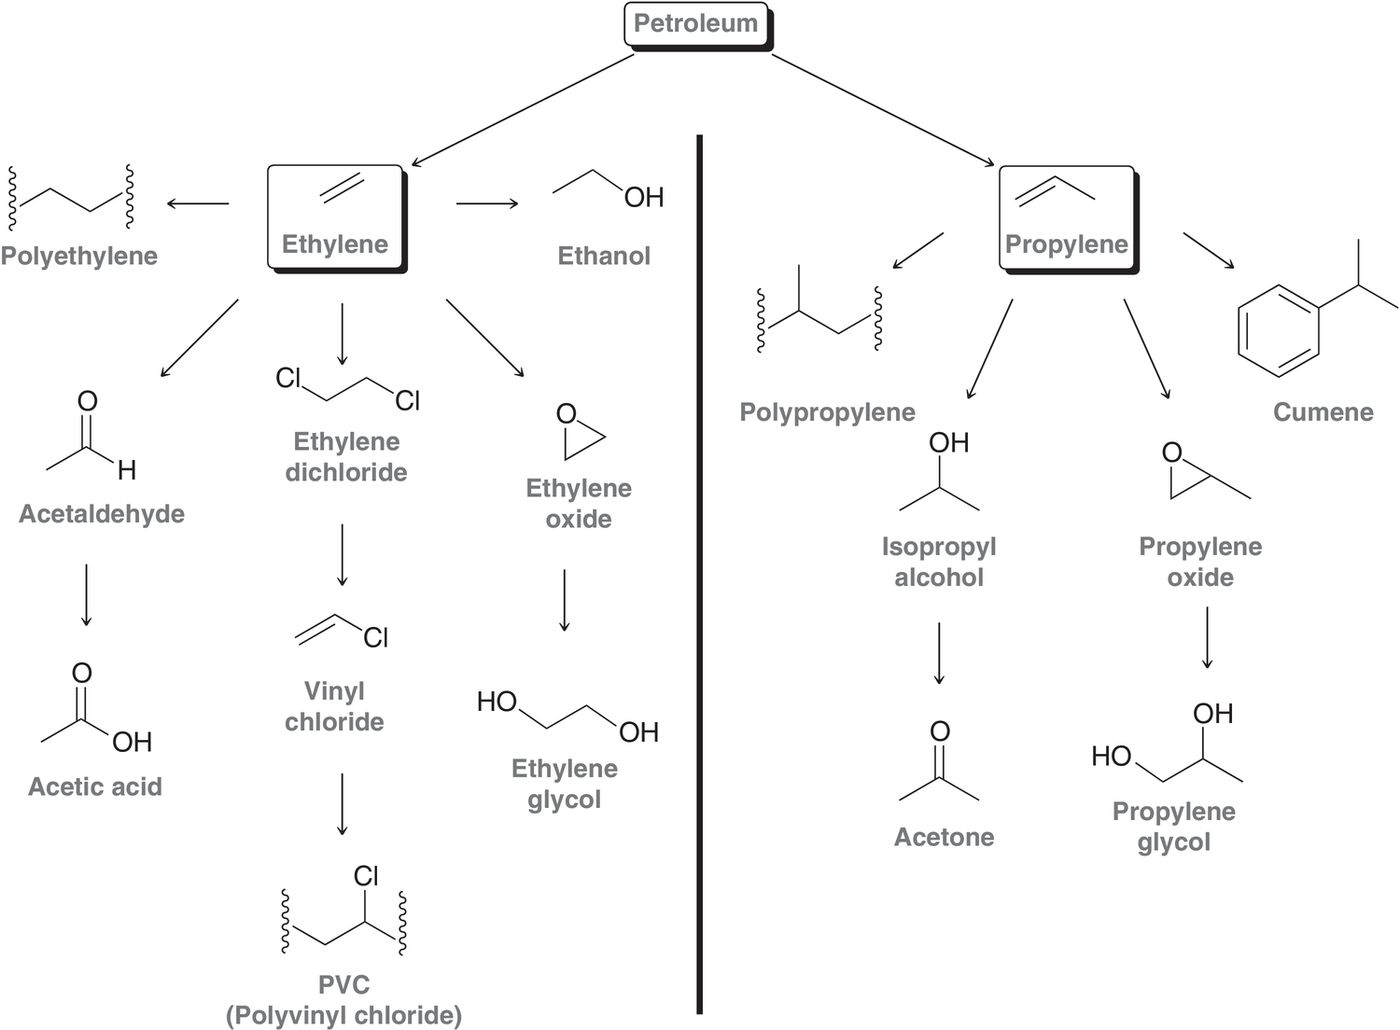 Petroleum
Polyethylene
Ethylene
OH
Ethanol
O
H
Acetaldehyde
O
OH
Acetic acid
Cl
Cl
Ethylene
dichloride
Cl
Vinyl
chloride
Cl
PVC
(Polyvinyl chloride)
O
Ethylene
oxide
HO
OH
Ethylene
glycol
Propylene
Polypropylene
OH
Isopropyl
alcohol
O
Acetone
O
Propylene
oxide
OH
HO
Propylene
glycol
Cumene